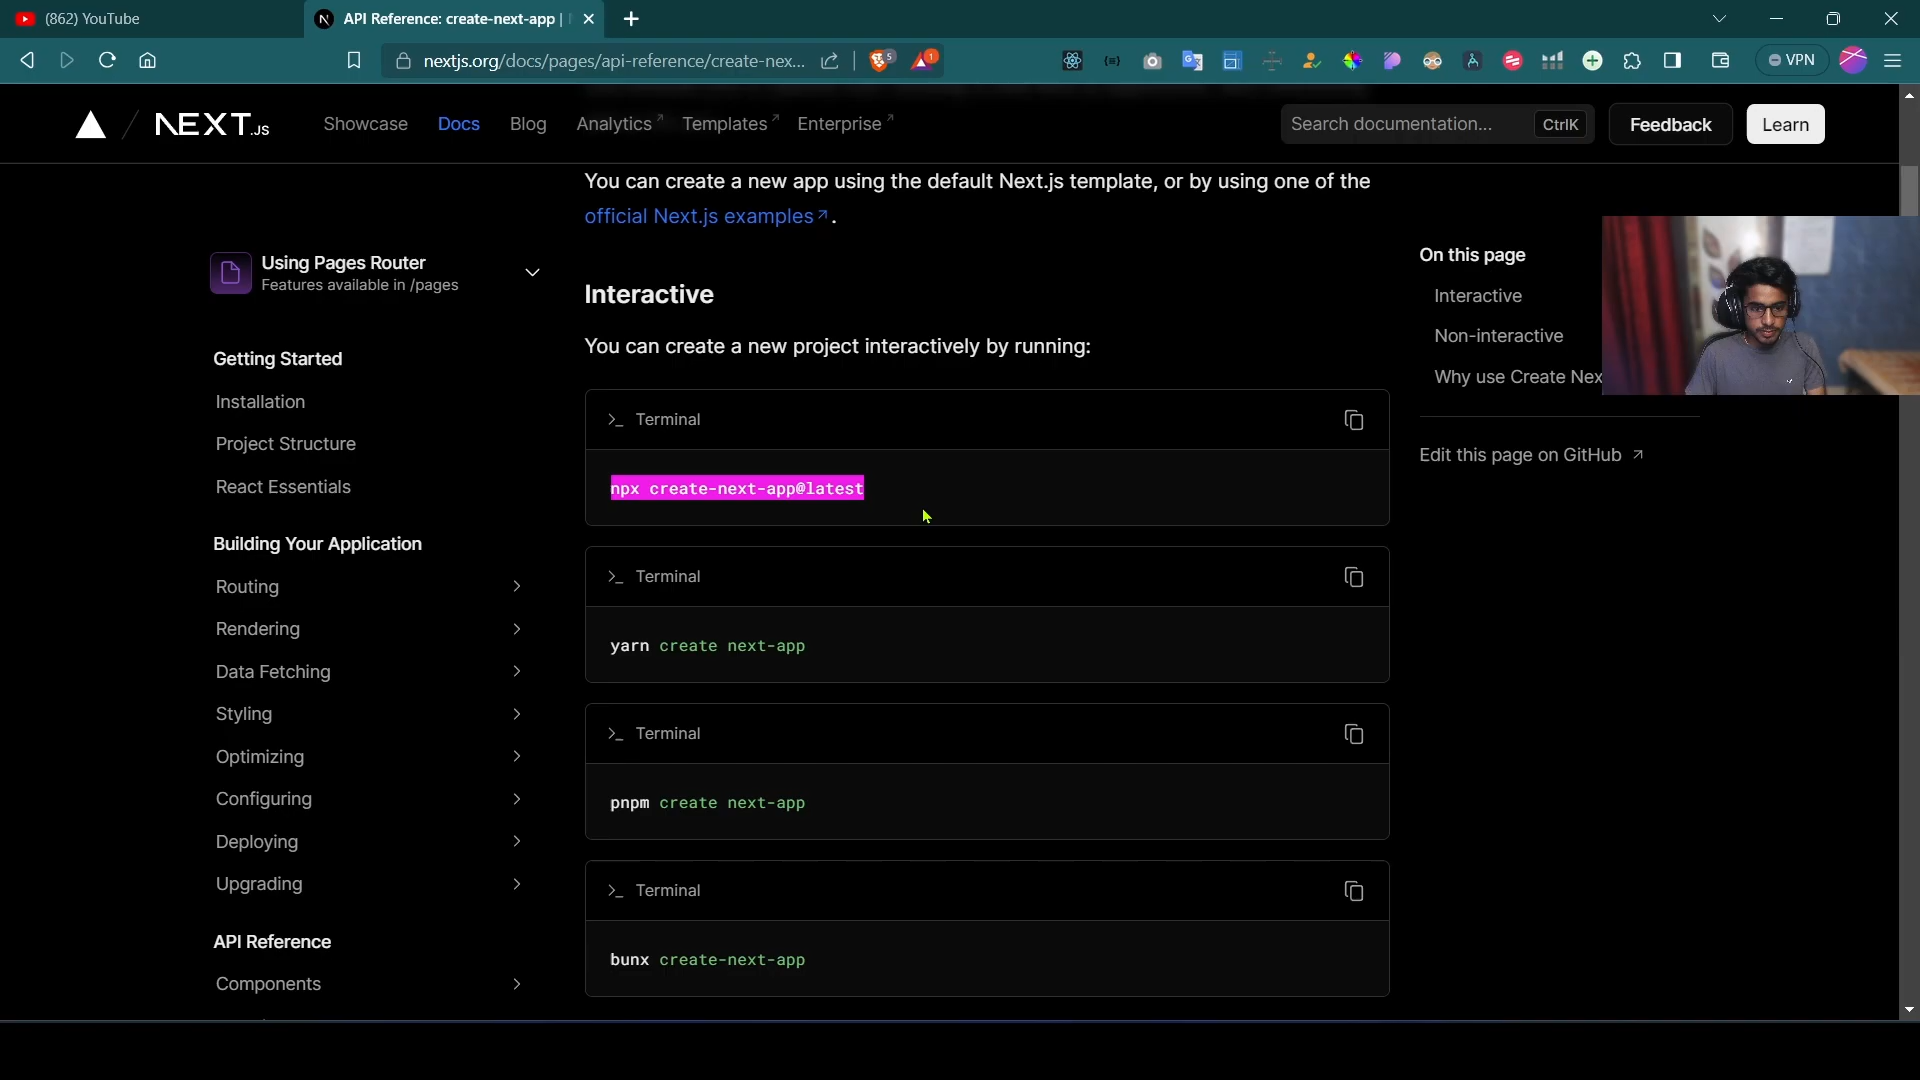 (862) YouTube
API Reference: create-next-app |
nextjs.org/docs/pages/api-reference/create-nex...
5
1
VPN
NEXT.JS
Showcase
Docs
Blog
Analytics
Templates
Enterprise
Search documentation...
CtrlK
Feedback
Learn
You can create a new app using the default Next.js template, or by using one of the
official Next.js examples.
Using Pages Router
Features available in /pages
Getting Started
Installation
Project Structure
React Essentials
Building Your Application
Routing
Rendering
Data Fetching
Styling
Optimizing
Configuring
Deploying
Upgrading
API Reference
Components
Interactive
You can create a new project interactively by running:
>_ Terminal
npx create-next-app@latest
>_ Terminal
yarn create next-app
>_ Terminal
pnpm create next-app
>_ Terminal
bunx create-next-app
On this page
Interactive
Non-interactive
Why use Create Nex
Edit this page on GitHub